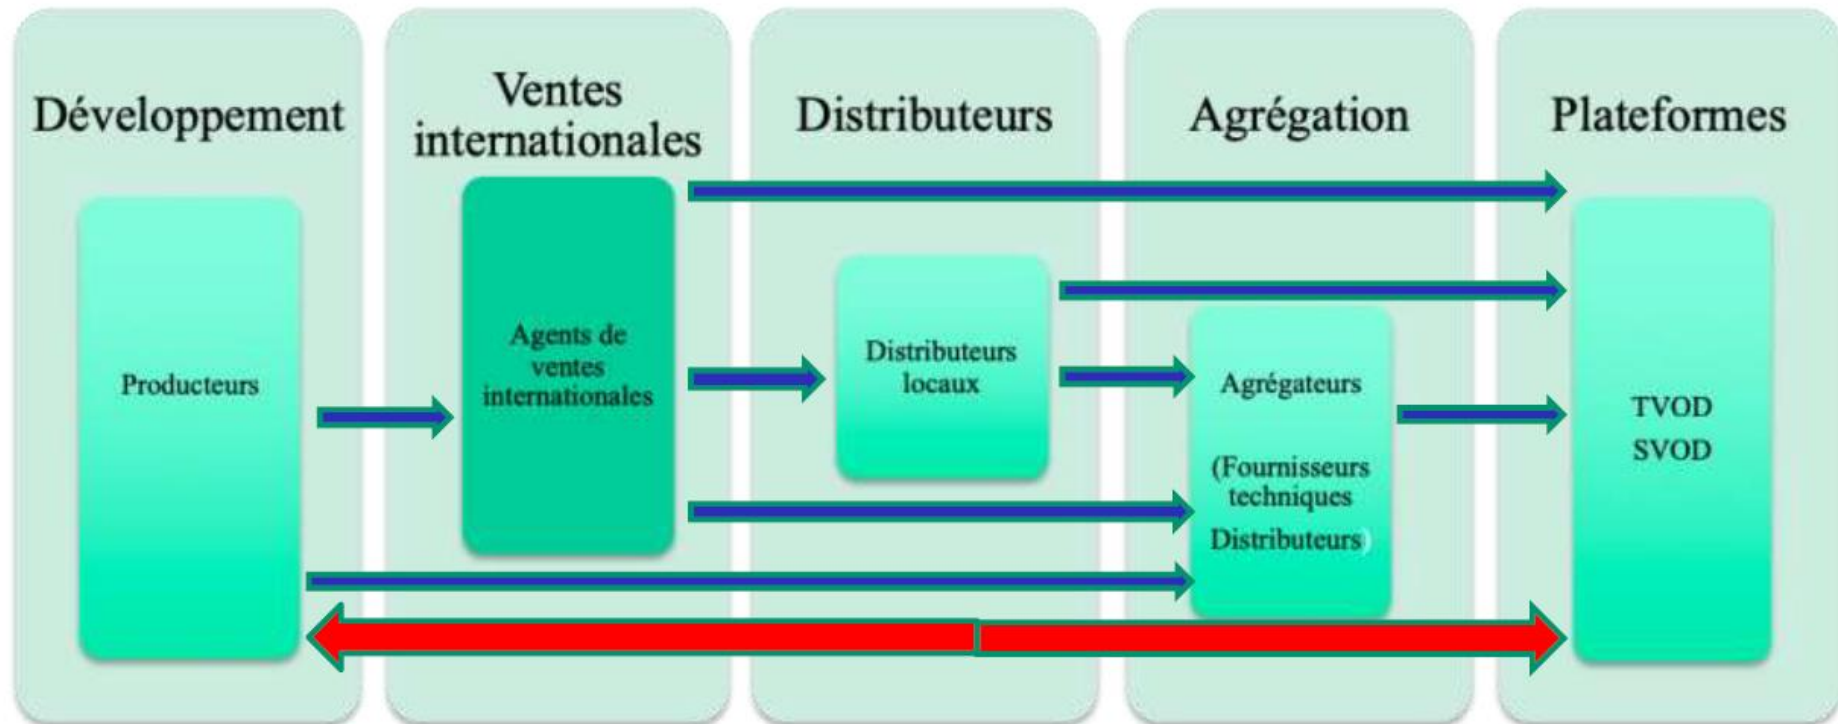 Développement
Ventes
internationales
Distributeurs
Agrégation
Plateformes
Producteurs
Agents de
ventes
internationales
Distributeurs
locaux
Agrégateurs
(Fournisseurs
techniques
Distributeurs)
TVOD
SVOD